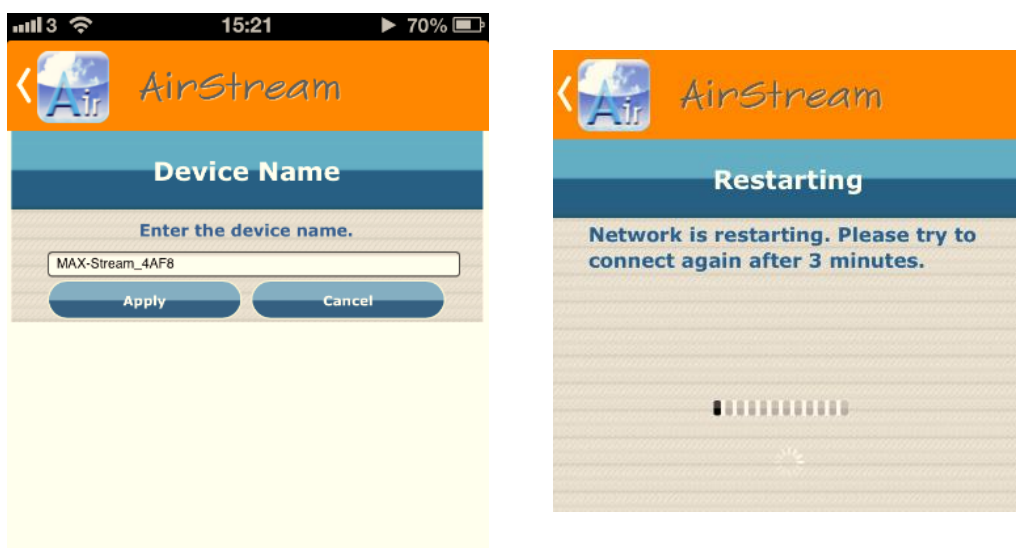 3 15:21 70%
Air AirStream
Device Name
Enter the device name.
MAX-Stream_4AF8
Apply Cancel
Air AirStream
Restarting
Network is restarting. Please try to
connect again after 3 minutes.